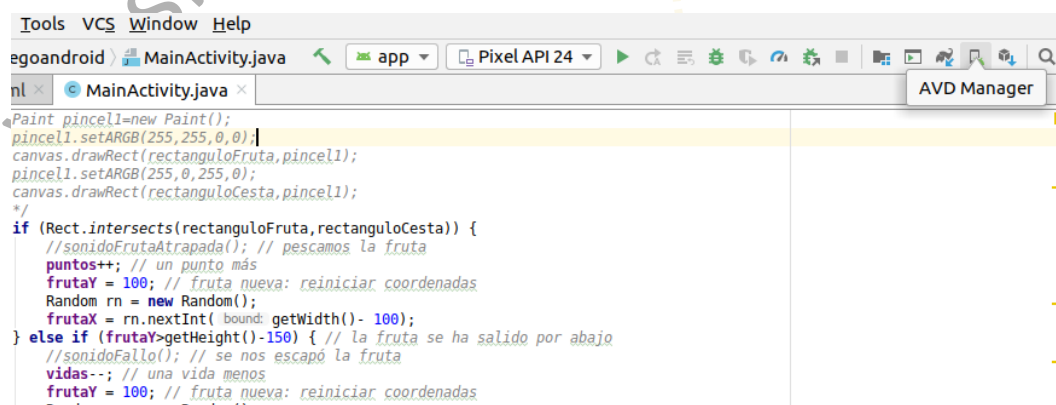 Tools VCS Window Help
egoandroid MainActivity.java app Pixel API 24
ml MainActivity.java AVD Manager
Paint pincel1=new Paint();
pincel1.setARGB(255,255,0,0);
canvas.drawRect(rectanguloFruta,pincel1);
pincel1.setARGB(255,0,255,0);
canvas.drawRect(rectanguloCesta,pincel1);
*/
if (Rect.intersects(rectanguloFruta,rectanguloCesta)) {
//sonidoFrutaAtrapada(); // pescamos la fruta
puntos++; // un punto más
frutaY = 100; // fruta nueva: reiniciar coordenadas
Random rn = new Random();
frutaX = rn.nextInt( bound: getWidth()- 100);
} else if (frutaY>getHeight()-150) { // la fruta se ha salido por abajo
//sonidoFallo(); // se nos escapó la fruta
vidas--; // una vida menos
frutaY = 100; // fruta nueva: reiniciar coordenadas